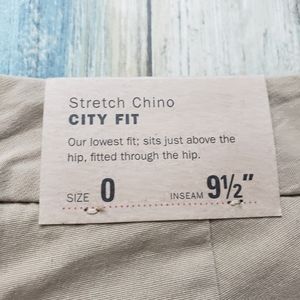 Stretch Chino
CITY FIT
Our lowest fit; sits just above the
hip, fitted through the hip.
SIZE 0 INSEAM 9½"